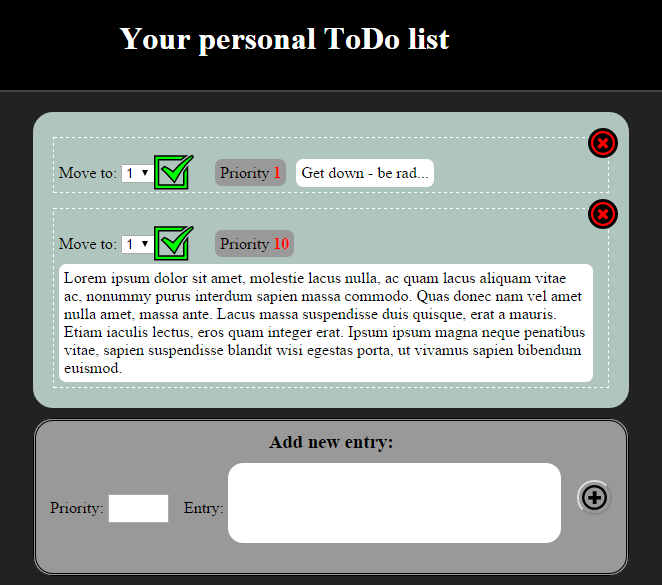 Your personal ToDo list
Move to: 1 Priority 1 Get down - be rad...
Move to: 1 Priority 10
Lorem ipsum dolor sit amet, molestie lacus nulla, ac quam lacus aliquam vitae
ac, nonummy purus interdum sapien massa commodo. Quas donec nam vel amet
nulla amet, massa ante. Lacus massa suspendisse duis quisque, erat a mauris.
Etiam iaculis lectus, eros quam integer erat. Ipsum ipsum magna neque penatibus
vitae, sapien suspendisse blandit wisi egestas porta, ut vivamus sapien bibendum
euismod.
Add new entry:
Priority: Entry: